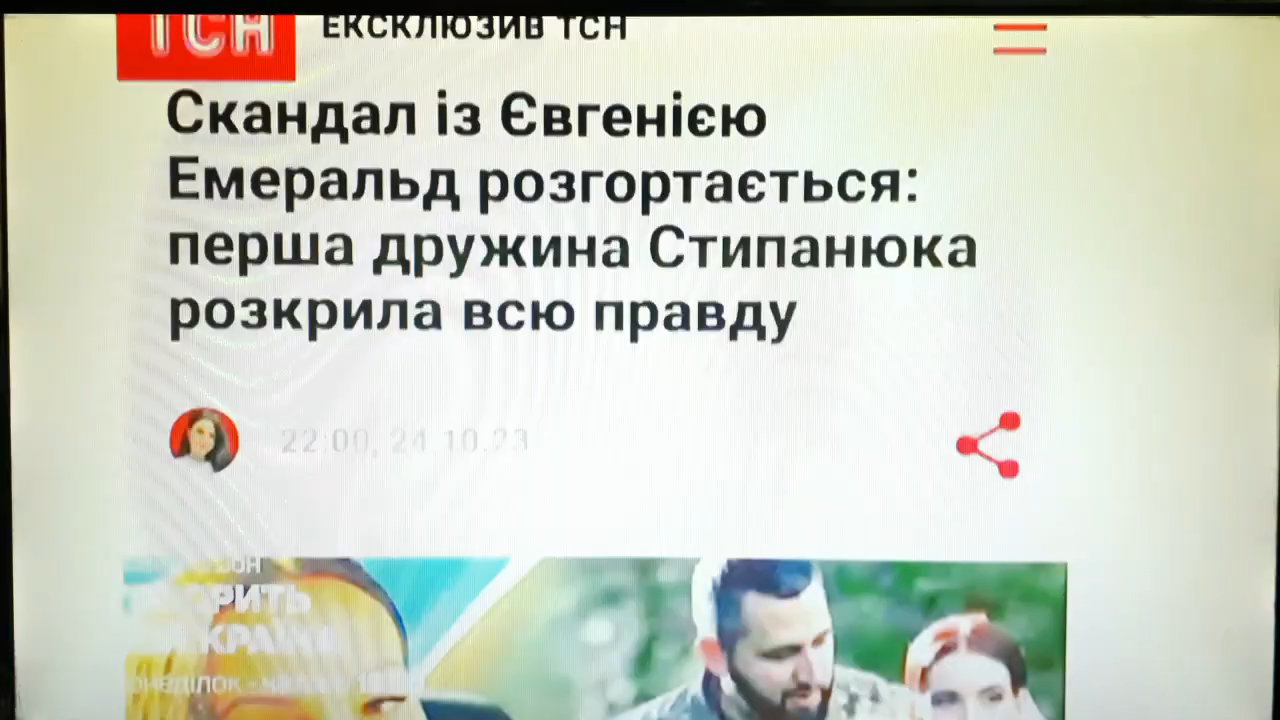 ТСН
ЕКСКЛЮЗИВ ТСН
Скандал із Євгенією
Емеральд розгортається:
перша дружина Стипанюка
розкрила всю правду
22:00, 24.10.23